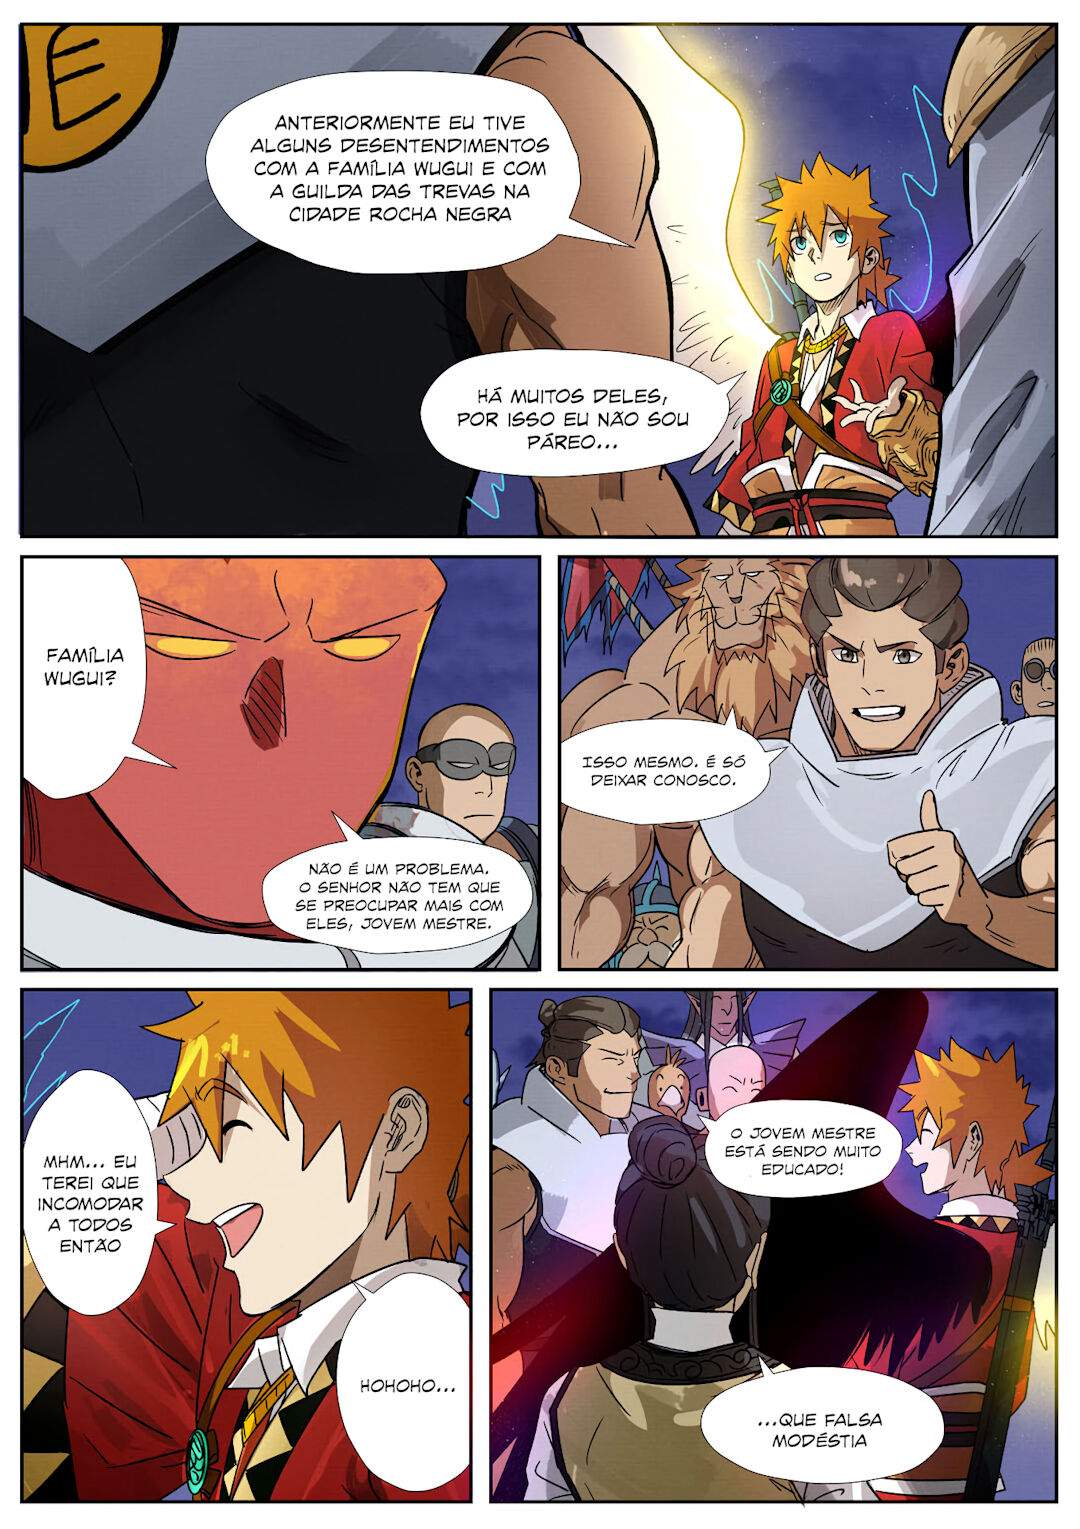 ANTERIORMENTE EU TIVE
ALGUNS DESENTENDIMENTOS
COM A FAMÍLIA WUGUI E COM
A GUILDA DAS TREVAS NA
CIDADE ROCHA NEGRA
HÁ MUITOS DELES,
POR ISSO EU NÃO SOU
PÁREO...
FAMÍLIA
WUGUI?
NÃO É UM PROBLEMA.
O SENHOR NÃO TEM QUE
SE PREOCUPAR MAIS COM
ELES, JOVEM MESTRE.
ISSO MESMO. É SÓ
DEIXAR CONOSCO.
MHM... EU
TEREI QUE
INCOMODAR
A TODOS
ENTÃO
HOHOHO...
O JOVEM MESTRE
ESTÁ SENDO MUITO
EDUCADO!
...QUE FALSA
MODÉSTIA